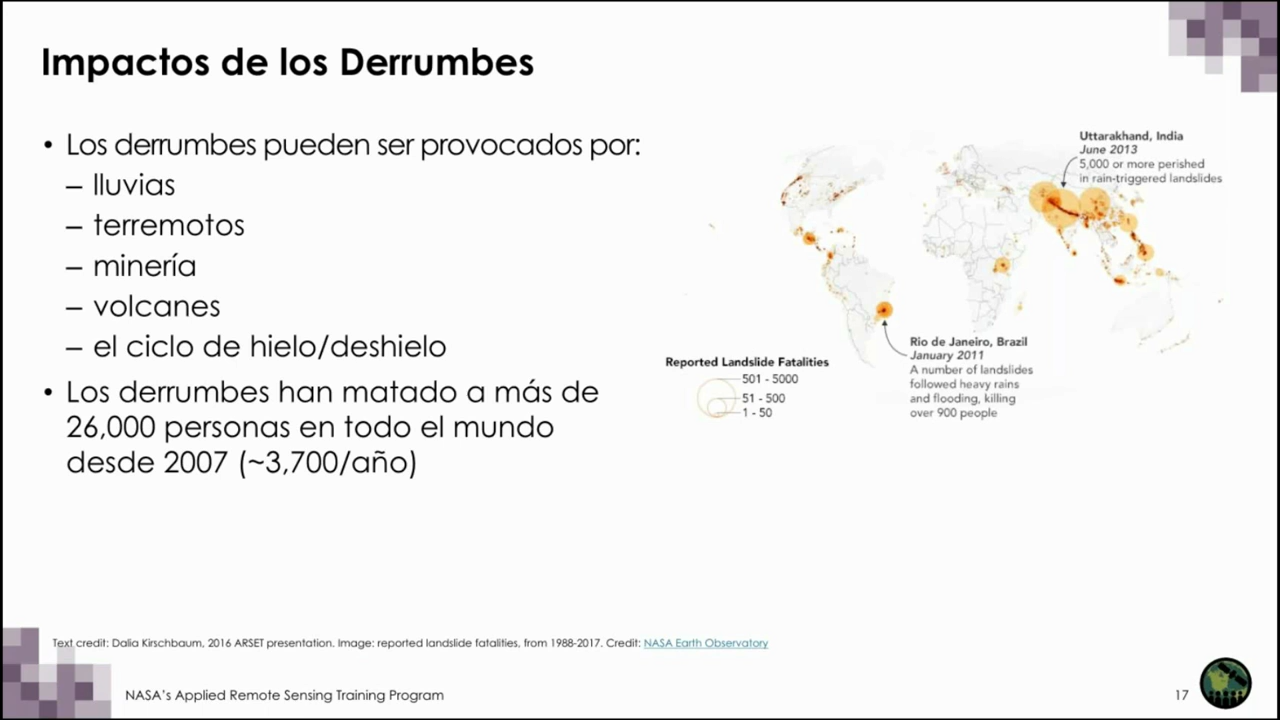 Impactos de los Derrumbes
• Los derrumbes pueden ser provocados por:
– lluvias
– terremotos
– minería
– volcanes
– el ciclo de hielo/deshielo
• Los derrumbes han matado a más de
26,000 personas en todo el mundo
desde 2007 (~3,700/año)
Uttarakhand, India
June 2013
5,000 or more perished
in rain-triggered landslides
Rio de Janeiro, Brazil
January 2011
A number of landslides
followed heavy rains
and flooding, killing
over 900 people
Reported Landslide Fatalities
501 - 5000
51 - 500
1 - 50
Text credit: Dalia Kirschbaum, 2016 ARSET presentation. Image: reported landslide fatalities, from 1988-2017. Credit: NASA Earth Observatory
NASA's Applied Remote Sensing Training Program
17